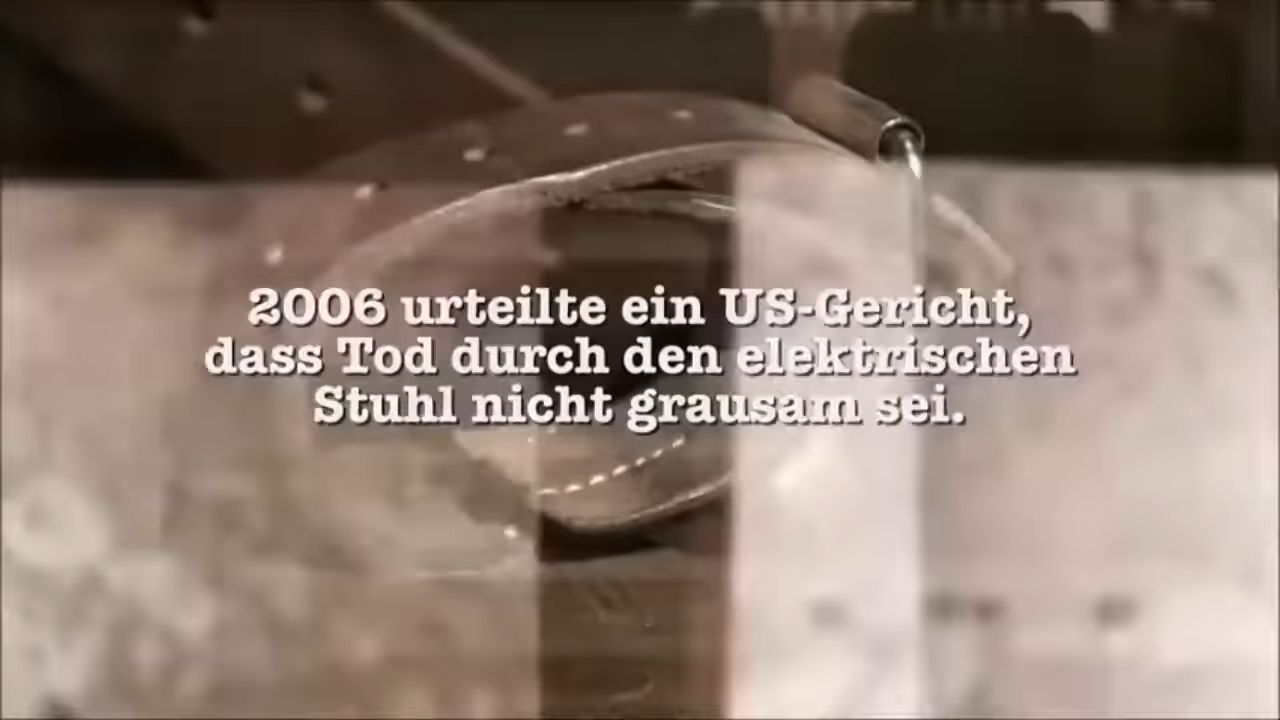 2006 urteilte ein US-Gericht,
dass Tod durch den elektrischen
Stuhl nicht grausam sei.